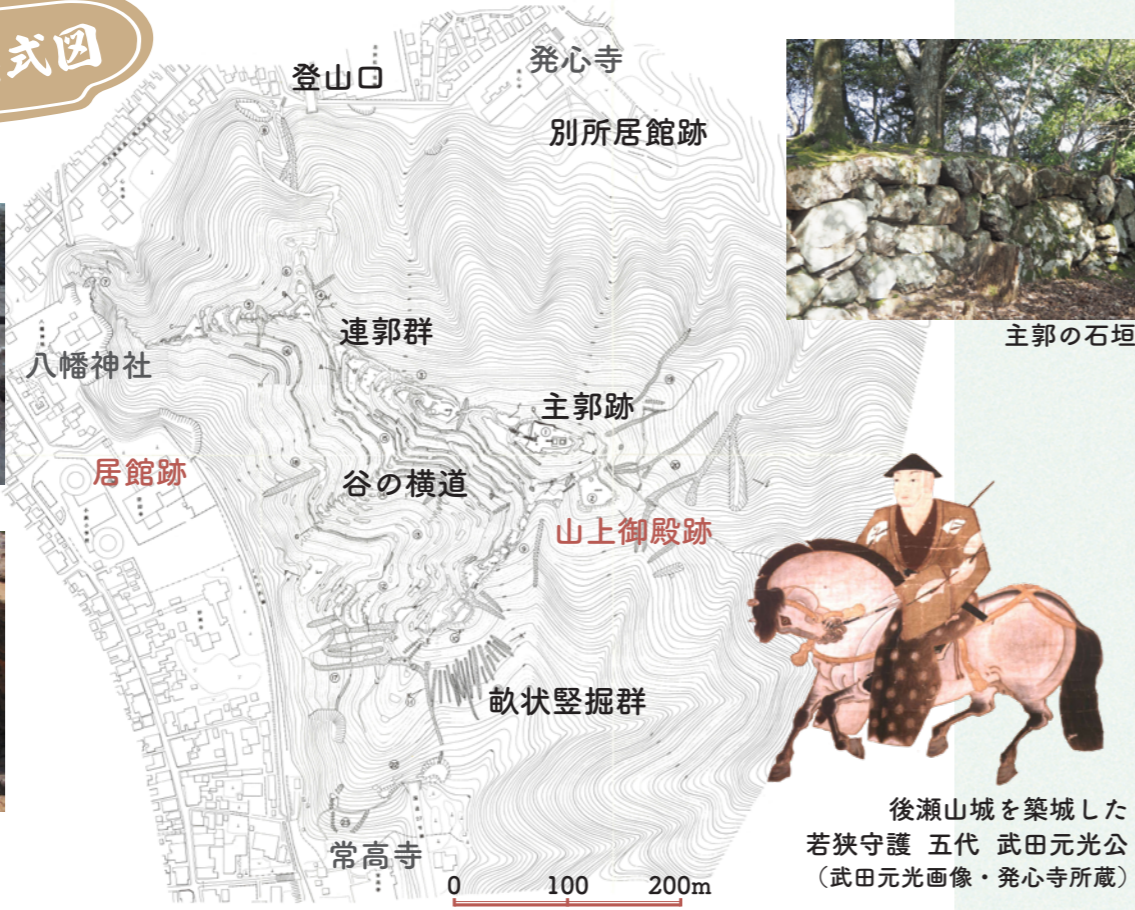 式図
登山口
発心寺
別所居館跡
連郭群
八幡神社
主郭跡
居館跡
谷の横道
山上御殿跡
畝状竪掘群
常高寺
0 100 200m
主郭の石垣
後瀬山城を築城した
若狭守護 五代 武田元光公
（武田元光画像・発心寺所蔵）